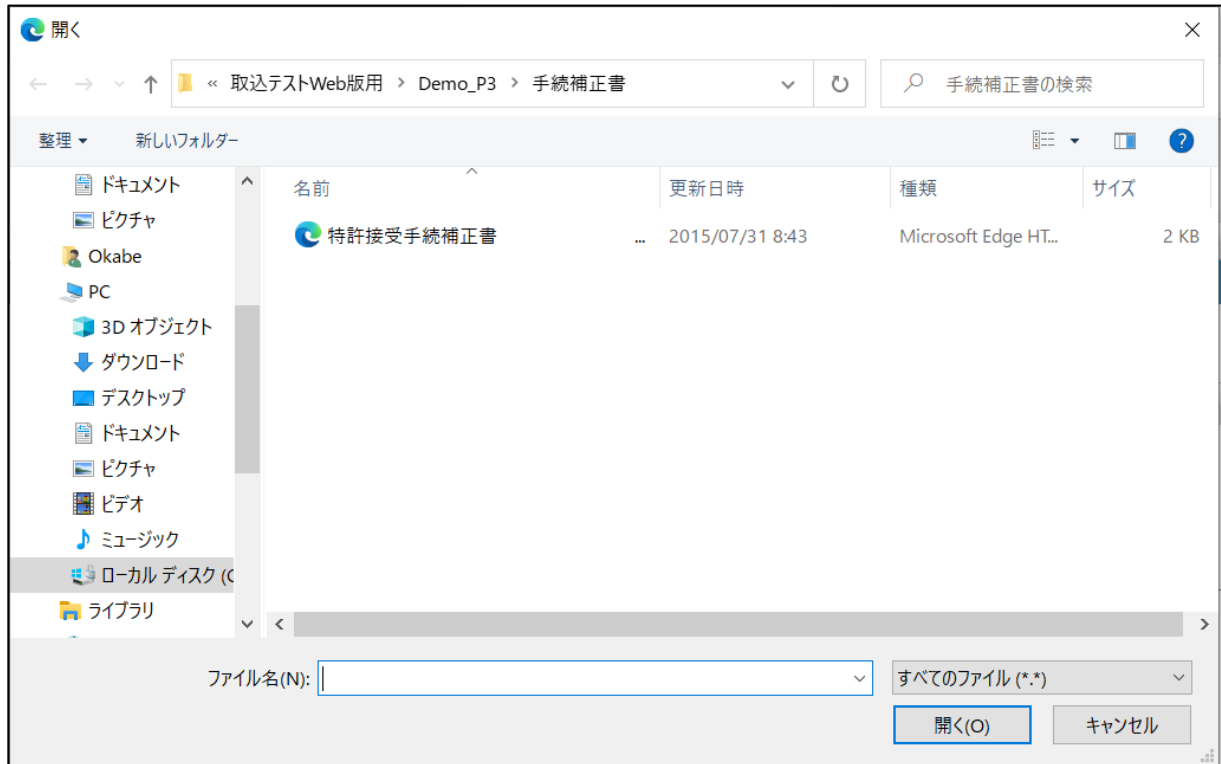 開く
« 取込テストWeb版用 > Demo_P3 > 手続補正書
手続補正書の検索
整理
新しいフォルダー
?
名前
更新日時
種類
サイズ
特許接受手続補正書 ... 2015/07/31 8:43 Microsoft Edge HT... 2 KB
ドキュメント
ピクチャ
Okabe
PC
3D オブジェクト
ダウンロード
デスクトップ
ドキュメント
ピクチャ
ビデオ
ミュージック
ローカル ディスク (C
ライブラリ
ファイル名(N):
すべてのファイル (*.*)
開く(O)
キャンセル